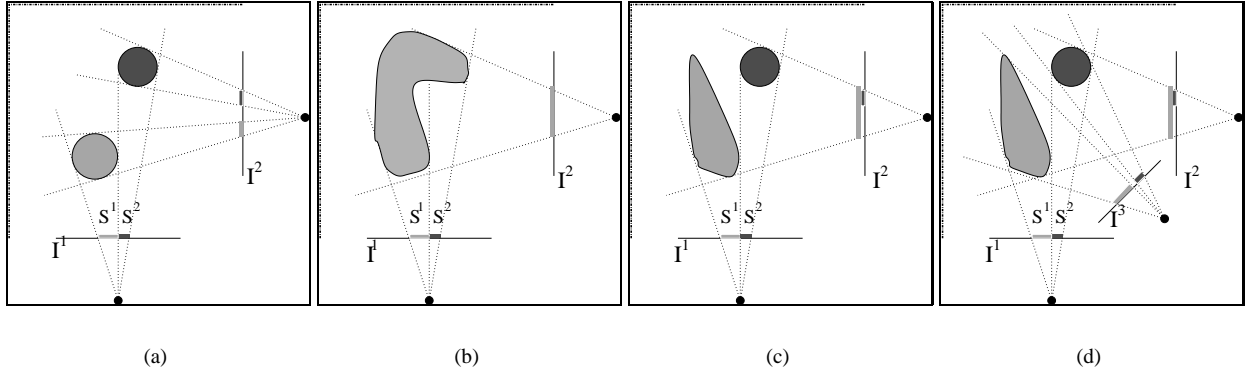 I² I² I² I²
S¹ S² S¹ S² S¹ S² S¹ S² I³
I¹ I¹ I¹ I¹
(a) (b) (c) (d)